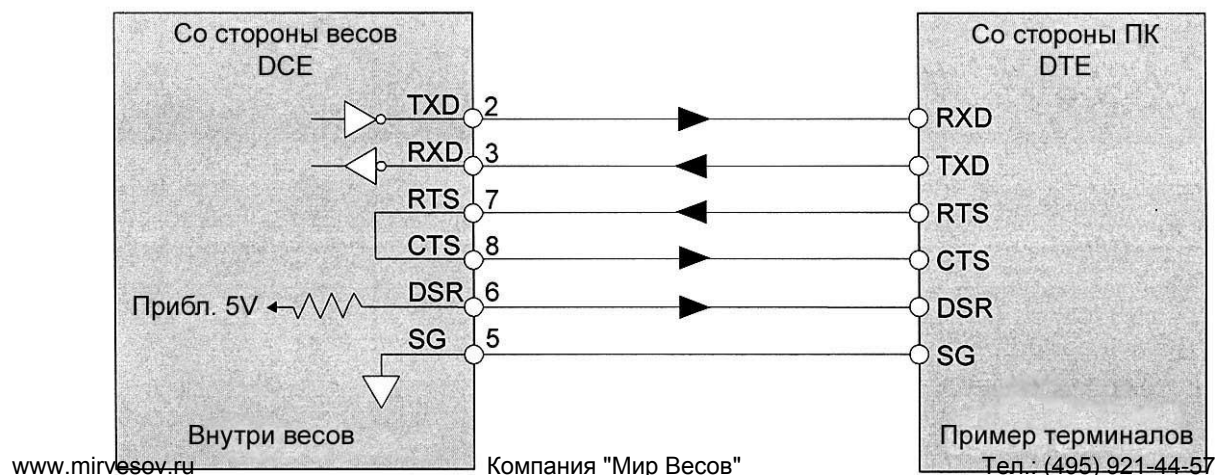 Со стороны весов
DCE
Со стороны ПК
DTE
TXD 2 RXD
RXD 3 TXD
RTS 7 RTS
CTS 8 CTS
Прибл. 5V DSR 6 DSR
SG 5 SG
Внутри весов
Пример терминалов
www.mirvesov.ru Компания "Мир Весов" Тел.: (495) 921-44-57